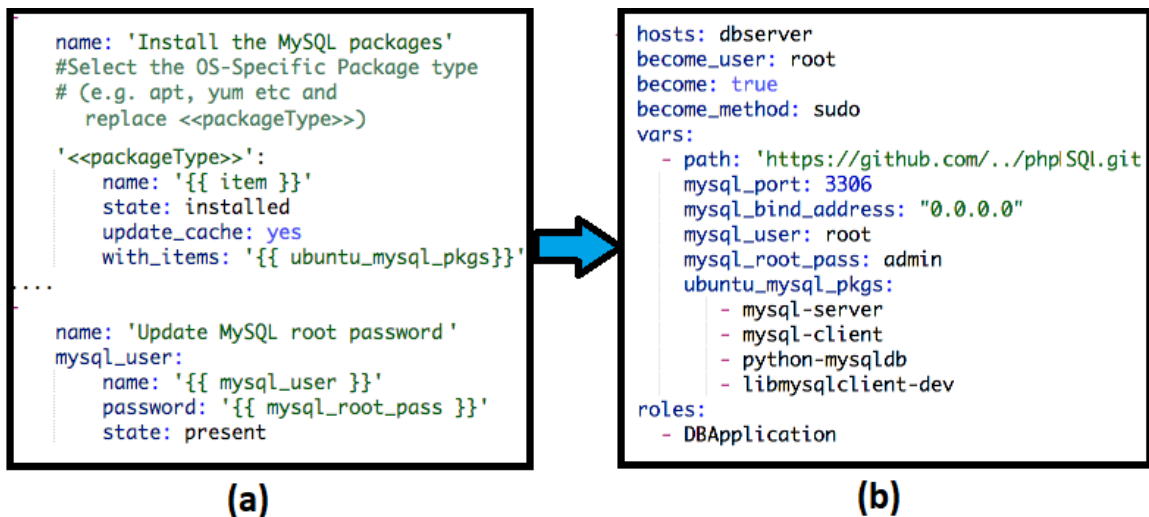 -
name: 'Install the MySQL packages'
#Select the OS-Specific Package type
# (e.g. apt, yum etc and
replace <<packageType>>)
'<<packageType>>':
name: '{{ item }}'
state: installed
update_cache: yes
with_items: '{{ ubuntu_mysql_pkgs}}'
....
-
name: 'Update MySQL root password'
mysql_user:
name: '{{ mysql_user }}'
password: '{{ mysql_root_pass }}'
state: present
(a)
hosts: dbserver
become_user: root
become: true
become_method: sudo
vars:
- path: 'https://github.com/../phpSQl.git
mysql_port: 3306
mysql_bind_address: "0.0.0.0"
mysql_user: root
mysql_root_pass: admin
ubuntu_mysql_pkgs:
- mysql-server
- mysql-client
- python-mysqldb
- libmysqlclient-dev
roles:
- DBApplication
(b)